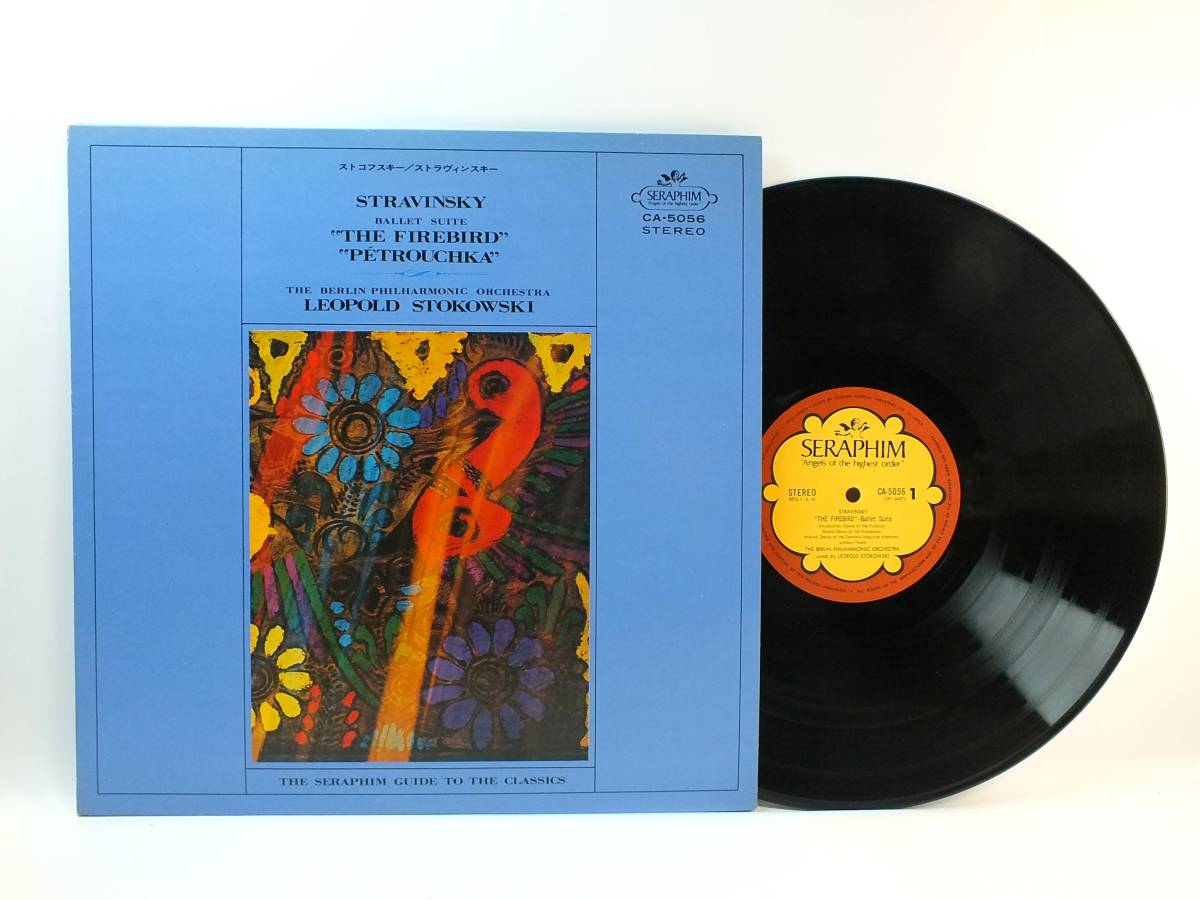 ストコフスキー／ストラヴィンスキー
STRAVINSKY
BALLET SUITE
"THE FIREBIRD"
"PÉTROUCHKA"
THE BERLIN PHILHARMONIC ORCHESTRA
LEOPOLD STOKOWSKI
SERAPHIM
"Angels of the highest order"
CA-5056
STEREO
THE SERAPHIM GUIDE TO THE CLASSICS
SERAPHIM
"Angels of the highest order"
STEREO
CA-5056 1
STRAVINSKY
"THE FIREBIRD"-Ballet Suite
THE BERLIN PHILHARMONIC ORCHESTRA
cond. by LEOPOLD STOKOWSKI